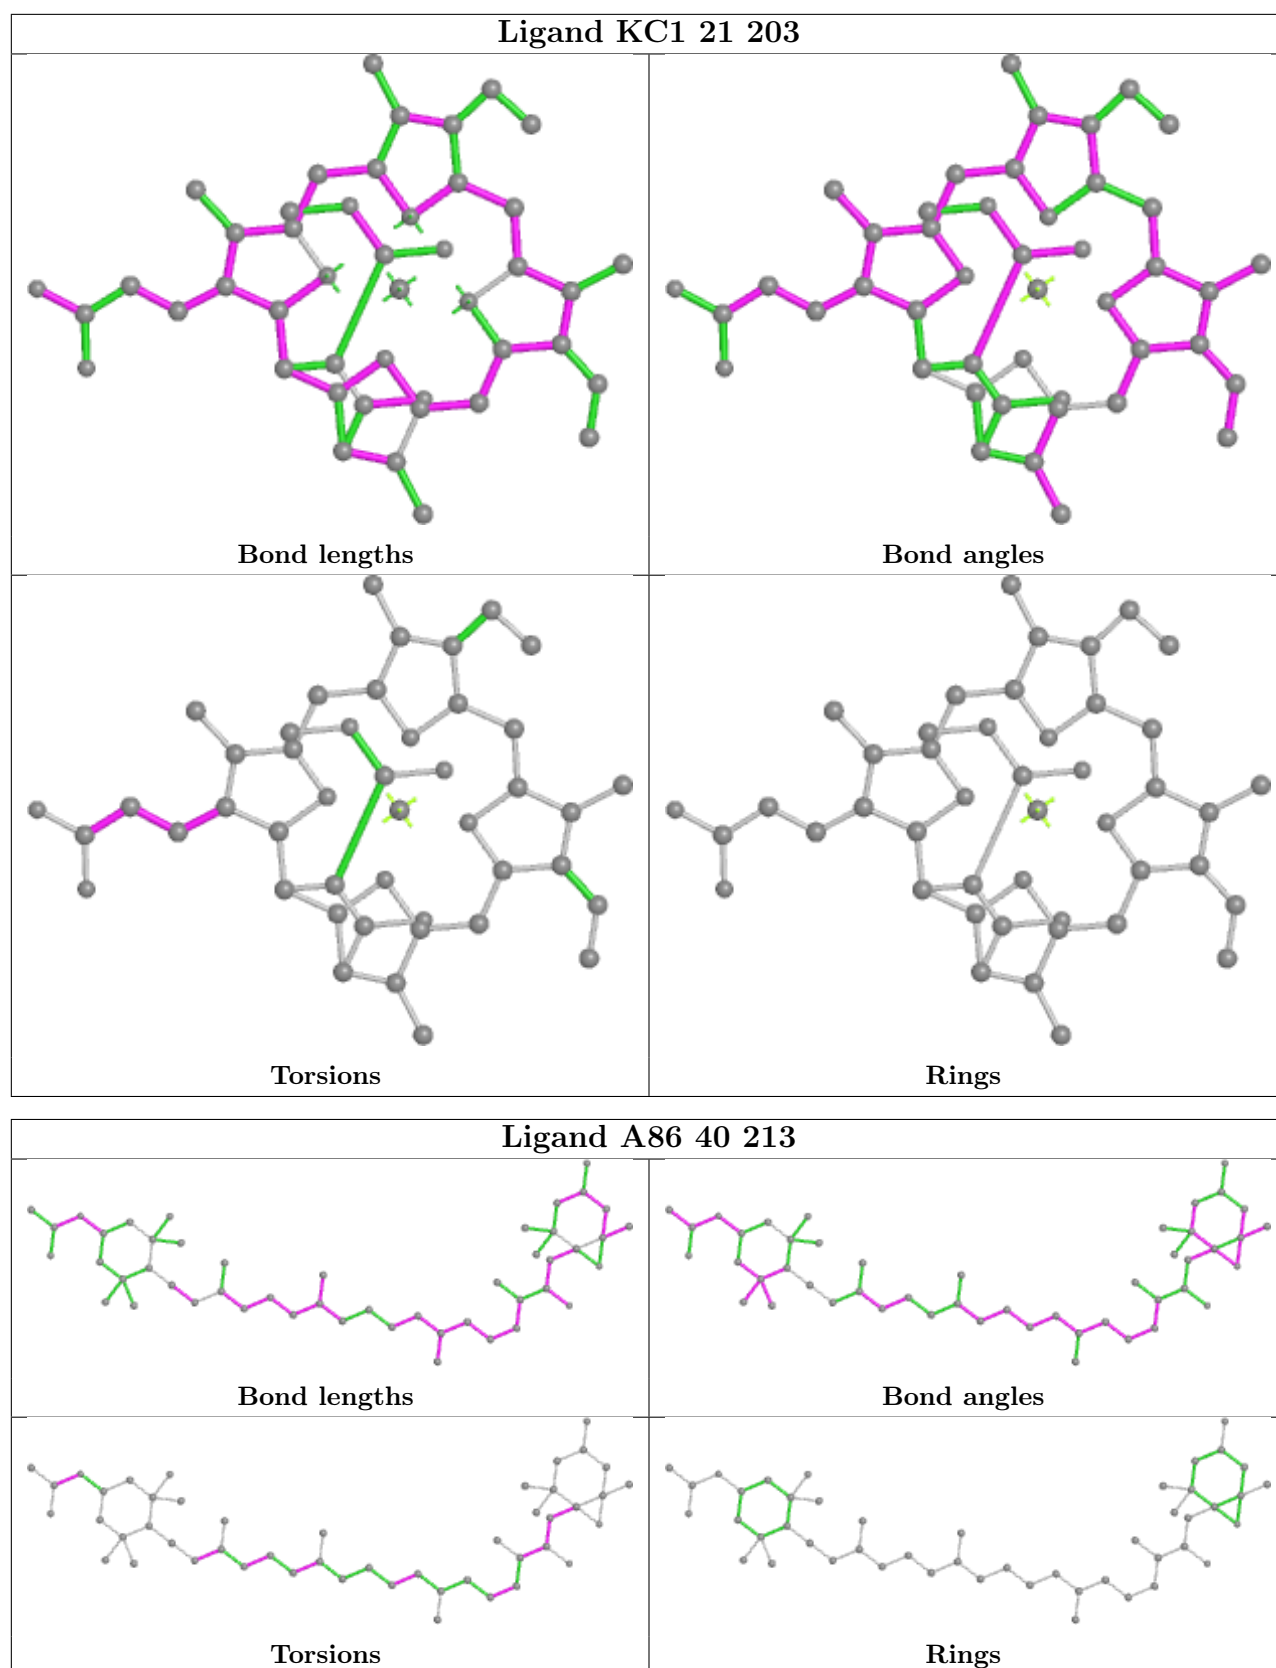 Ligand KC1 21 203
Bond lengths
Bond angles
Torsions
Rings
Ligand A86 40 213
Bond lengths
Bond angles
Torsions
Rings